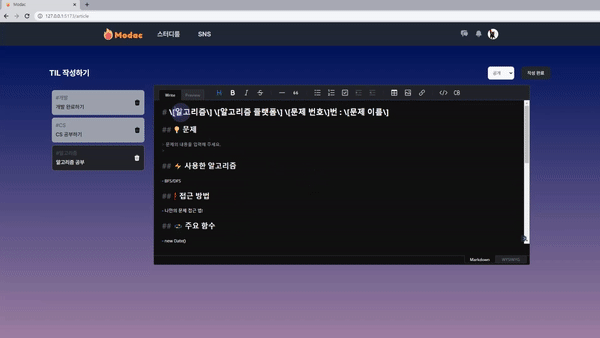 Modac
127.0.0.1:5173/article
Modac
스터디룸
SNS
TIL 작성하기
공개
작성 완료
#개발
개발 완료하기
#CS
CS 공부하기
#알고리즘
알고리즘 공부
Write
Preview
H B I S
CB
# \[알고리즘\] \[알고리즘 플랫폼\] \[문제 번호\]번 : \[문제 이름\]
## 💡 문제
- 문제의 내용을 입력해 주세요.
## ⚡ 사용한 알고리즘
- BFS/DFS
## ❗ 접근 방법
- 나만의 문제 접근 법!
## 주요 함수
- new Date()
Markdown
WYSIWYG